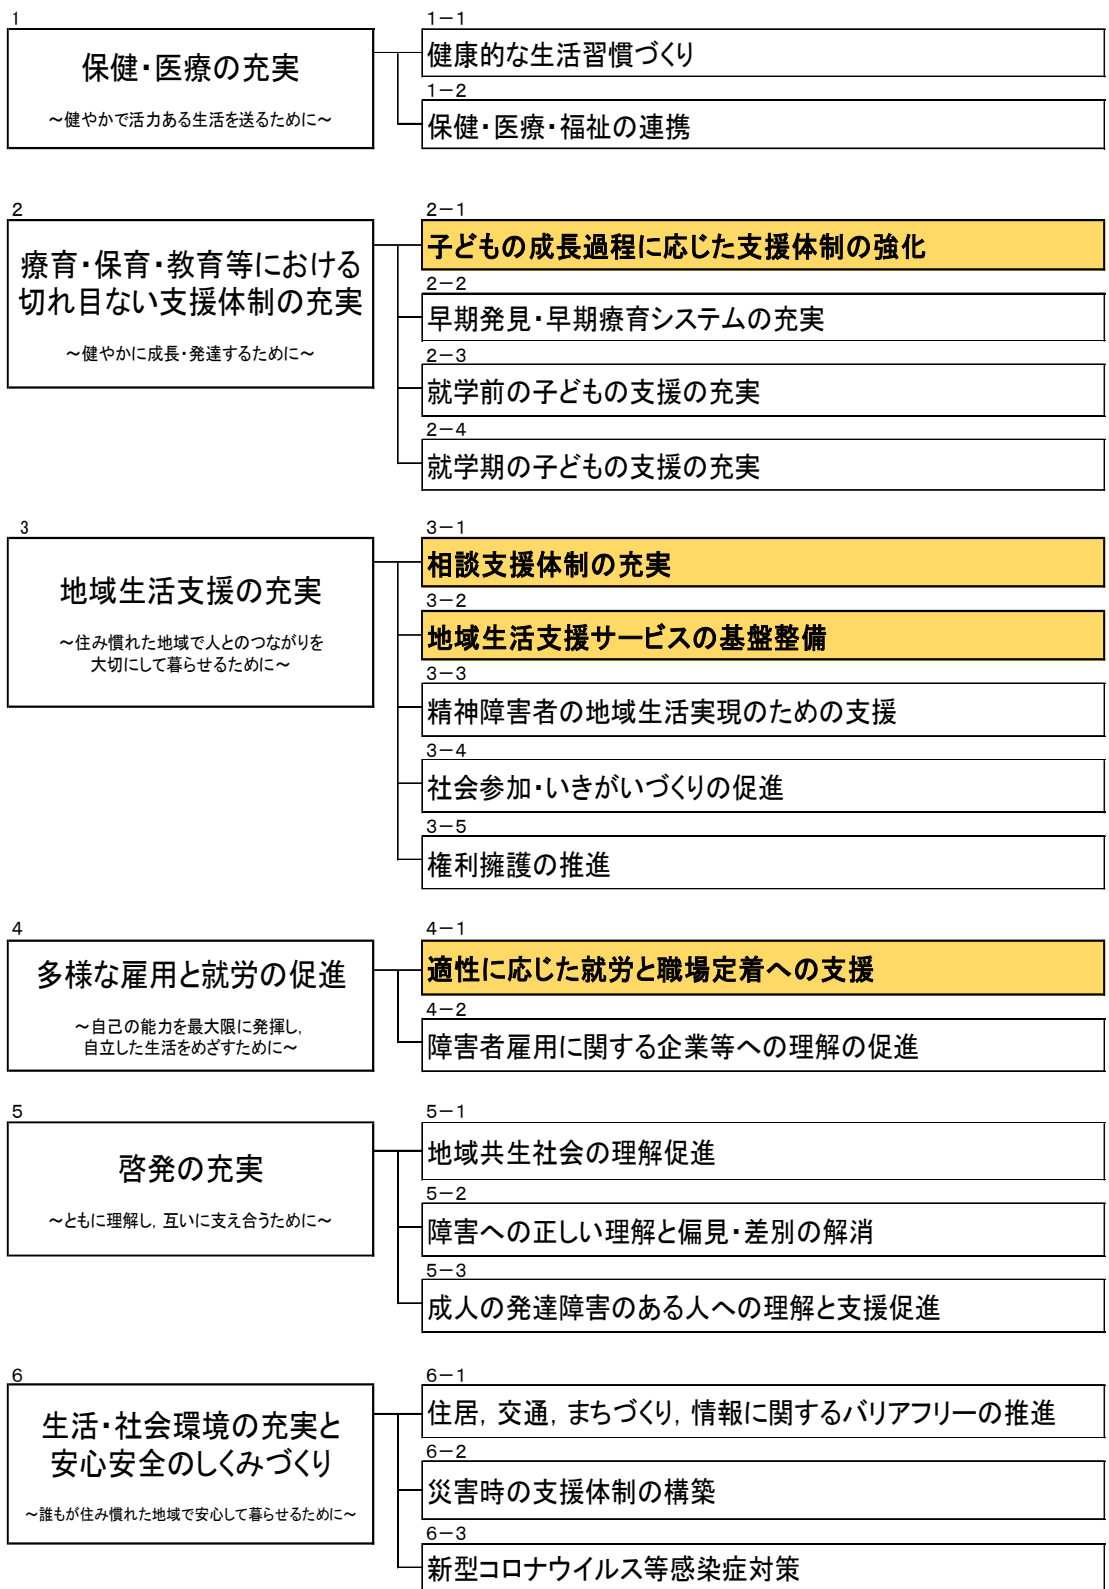 1
保健・医療の充実
～健やかで活力ある生活を送るために～
1－1
健康的な生活習慣づくり
1－2
保健・医療・福祉の連携
2
療育・保育・教育等における
切れ目ない支援体制の充実
～健やかに成長・発達するために～
2－1
子どもの成長過程に応じた支援体制の強化
2－2
早期発見・早期療育システムの充実
2－3
就学前の子どもの支援の充実
2－4
就学期の子どもの支援の充実
3
地域生活支援の充実
～住み慣れた地域で人とのつながりを
大切にして暮らせるために～
3－1
相談支援体制の充実
3－2
地域生活支援サービスの基盤整備
3－3
精神障害者の地域生活実現のための支援
3－4
社会参加・いきがいづくりの促進
3－5
権利擁護の推進
4
多様な雇用と就労の促進
～自己の能力を最大限に発揮し，
自立した生活をめざすために～
4－1
適性に応じた就労と職場定着への支援
4－2
障害者雇用に関する企業等への理解の促進
5
啓発の充実
～ともに理解し，互いに支え合うために～
5－1
地域共生社会の理解促進
5－2
障害への正しい理解と偏見・差別の解消
5－3
成人の発達障害のある人への理解と支援促進
6
生活・社会環境の充実と
安心安全のしくみづくり
～誰もが住み慣れた地域で安心して暮らせるために～
6－1
住居，交通，まちづくり，情報に関するバリアフリーの推進
6－2
災害時の支援体制の構築
6－3
新型コロナウイルス等感染症対策